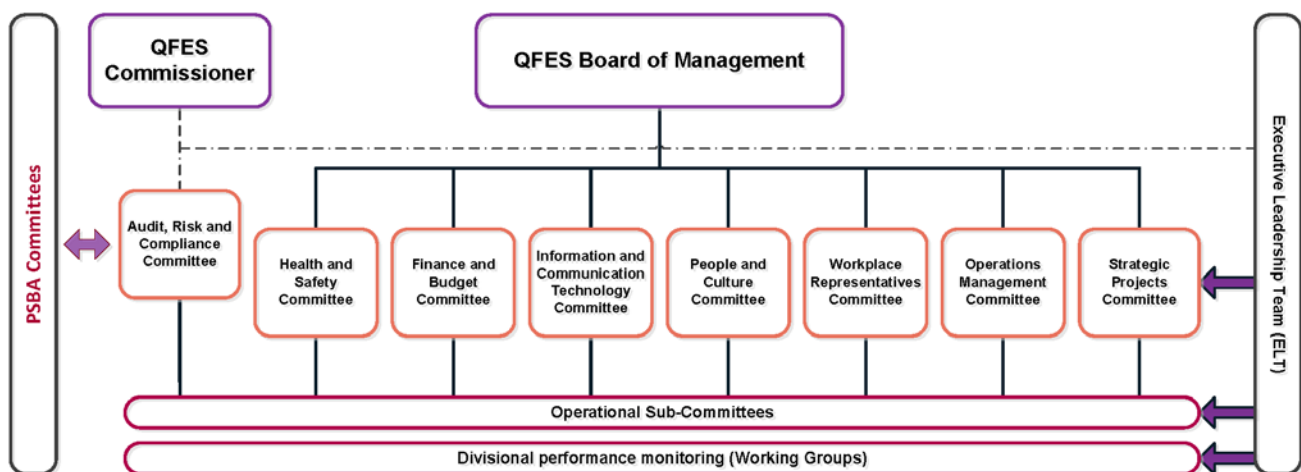 QFES
Commissioner
QFES Board of Management
PSBA Committees
Executive Leadership Team (ELT)
Audit, Risk and
Compliance
Committee
Health and
Safety
Committee
Finance and
Budget
Committee
Information and
Communication
Technology
Committee
People and
Culture
Committee
Workplace
Representatives
Committee
Operations
Management
Committee
Strategic
Projects
Committee
Operational Sub-Committees
Divisional performance monitoring (Working Groups)